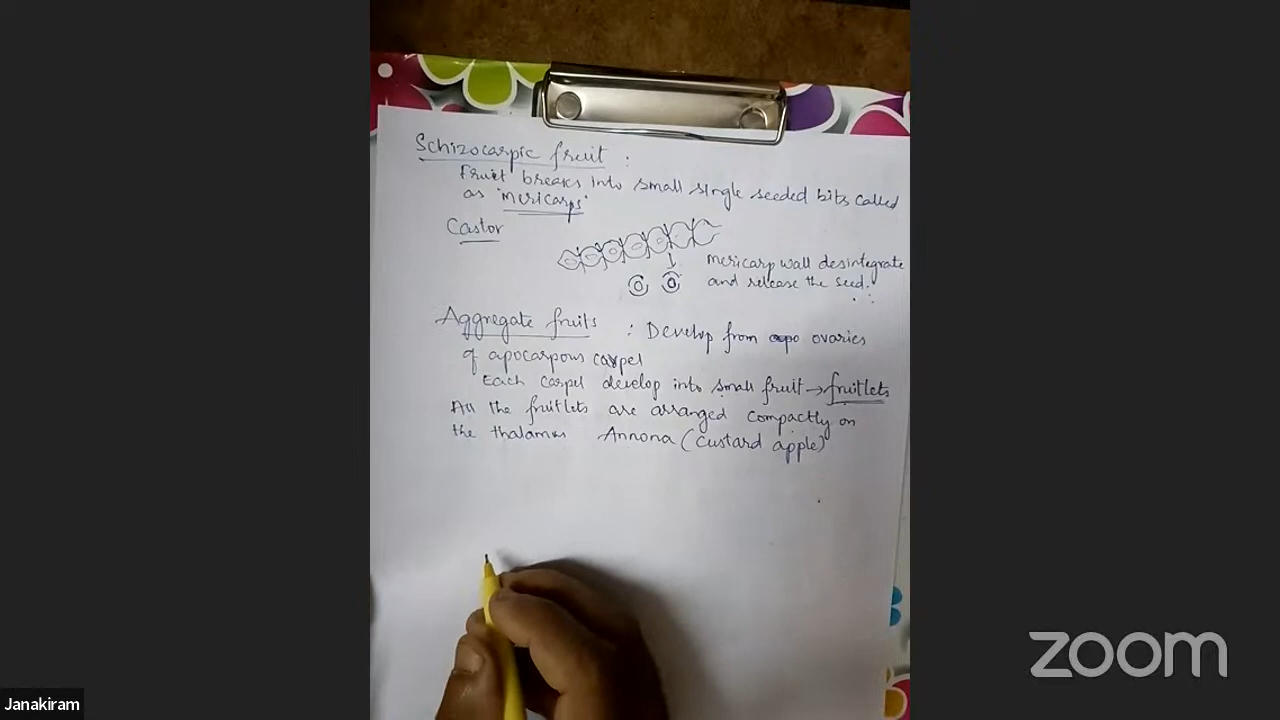 Schizocarpic fruit :
Fruit breaks into small single seeded bits called
as "mericarps"
Castor
mericarp wall desintegrate
and release the seed.
Aggregate fruits : Develop from apo ovaries
of apocarpous carpel
Each carpel develop into small fruit → fruitlets
All the fruitlets are arranged compactly on
the thalamus Annona (custard apple)
zoom
Janakiram